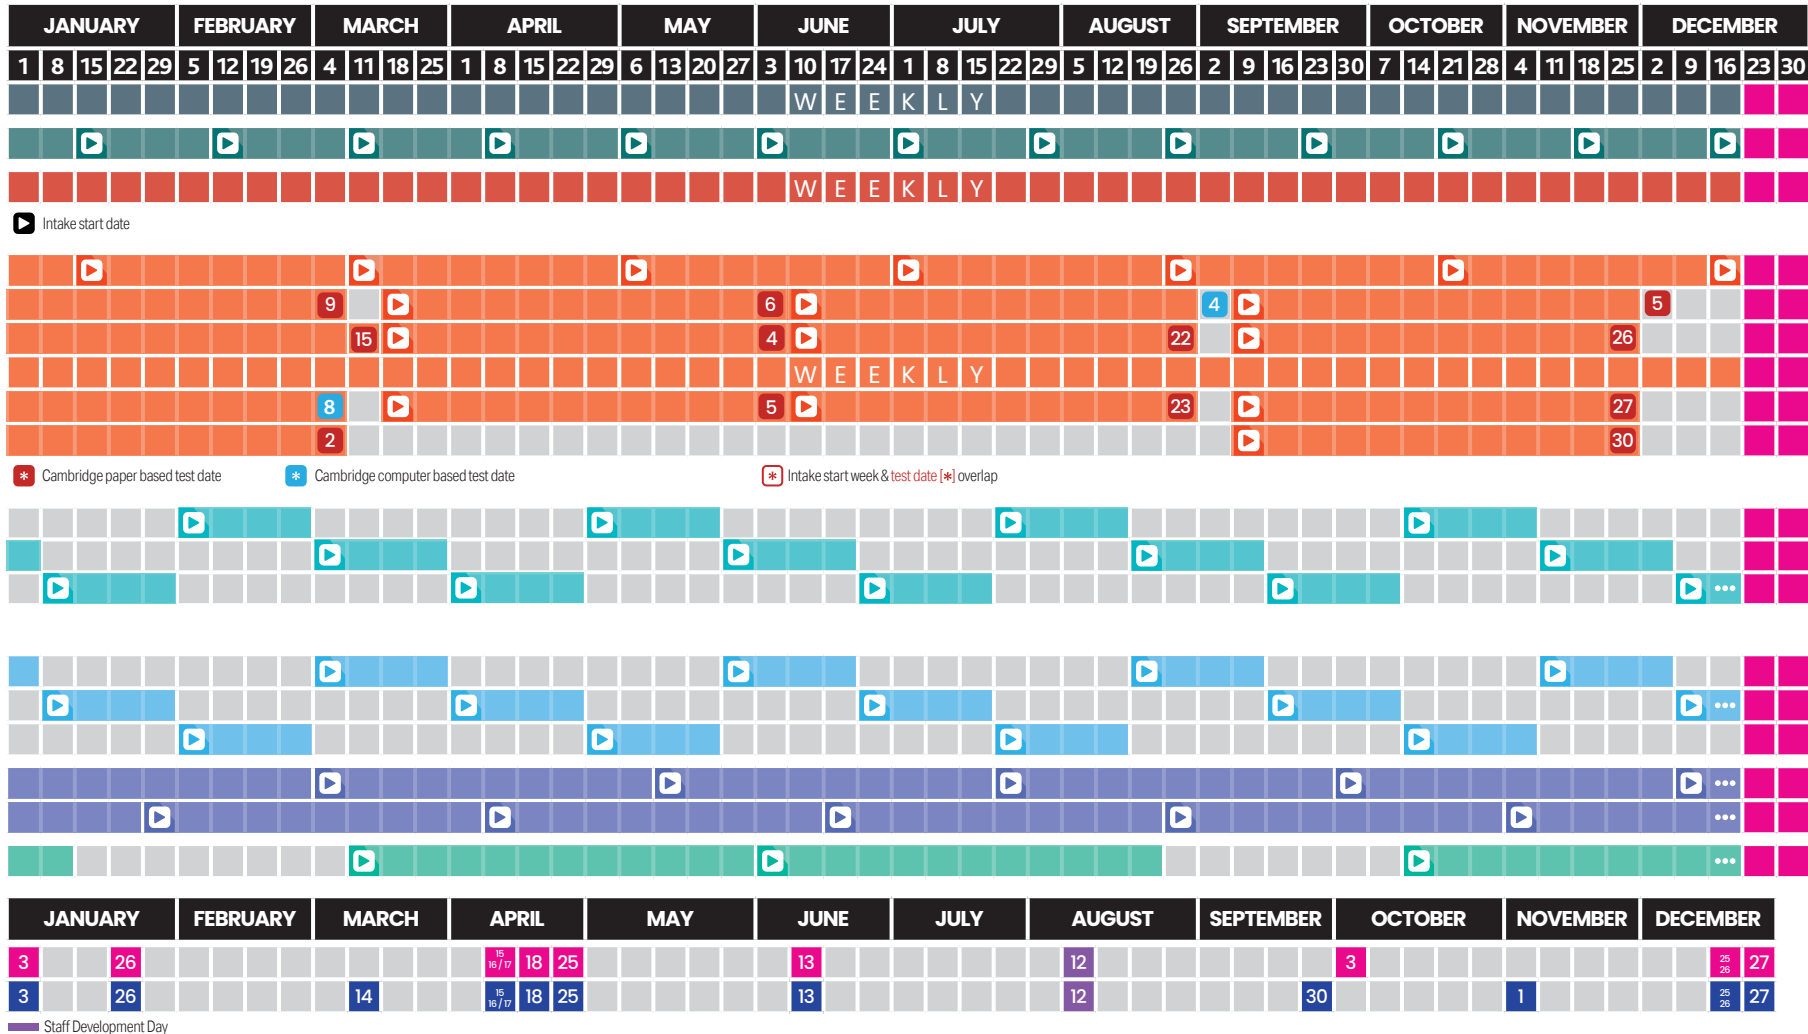 JANUARY FEBRUARY MARCH APRIL MAY JUNE JULY AUGUST SEPTEMBER OCTOBER NOVEMBER DECEMBER
1 8 15 22 29 5 12 19 26 4 11 18 25 1 8 15 22 29 6 13 20 27 3 10 17 24 1 8 15 22 29 5 12 19 26 2 9 16 23 30 7 14 21 28 4 11 18 25 2 9 16 23 30
W E E K L Y
W E E K L Y
Intake start date
9 6 4 5
15 4 22 26
W E E K L Y
8 5 23 27
2 30
* Cambridge paper based test date * Cambridge computer based test date * Intake start week & test date [*] overlap
•••
•••
•••
•••
•••
JANUARY FEBRUARY MARCH APRIL MAY JUNE JULY AUGUST SEPTEMBER OCTOBER NOVEMBER DECEMBER
3 26 15 16/17 18 25 13 12 3 25 26 27
3 26 14 15 16/17 18 25 13 12 30 1 25 26 27
Staff Development Day